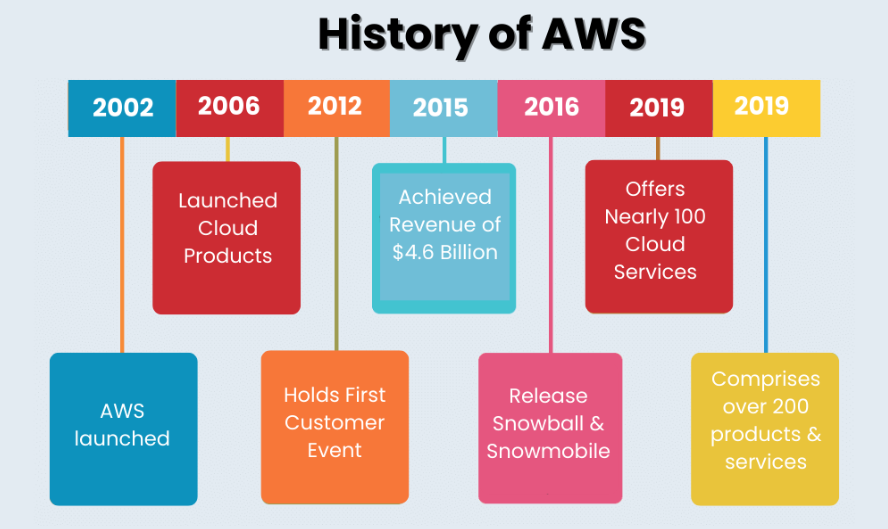 History of AWS
2002
2006
2012
2015
2016
2019
2019
Launched
Cloud
Products
Achieved
Revenue of
$4.6 Billion
Offers
Nearly 100
Cloud
Services
AWS
launched
Holds First
Customer
Event
Release
Snowball &
Snowmobile
Comprises
over 200
products &
services